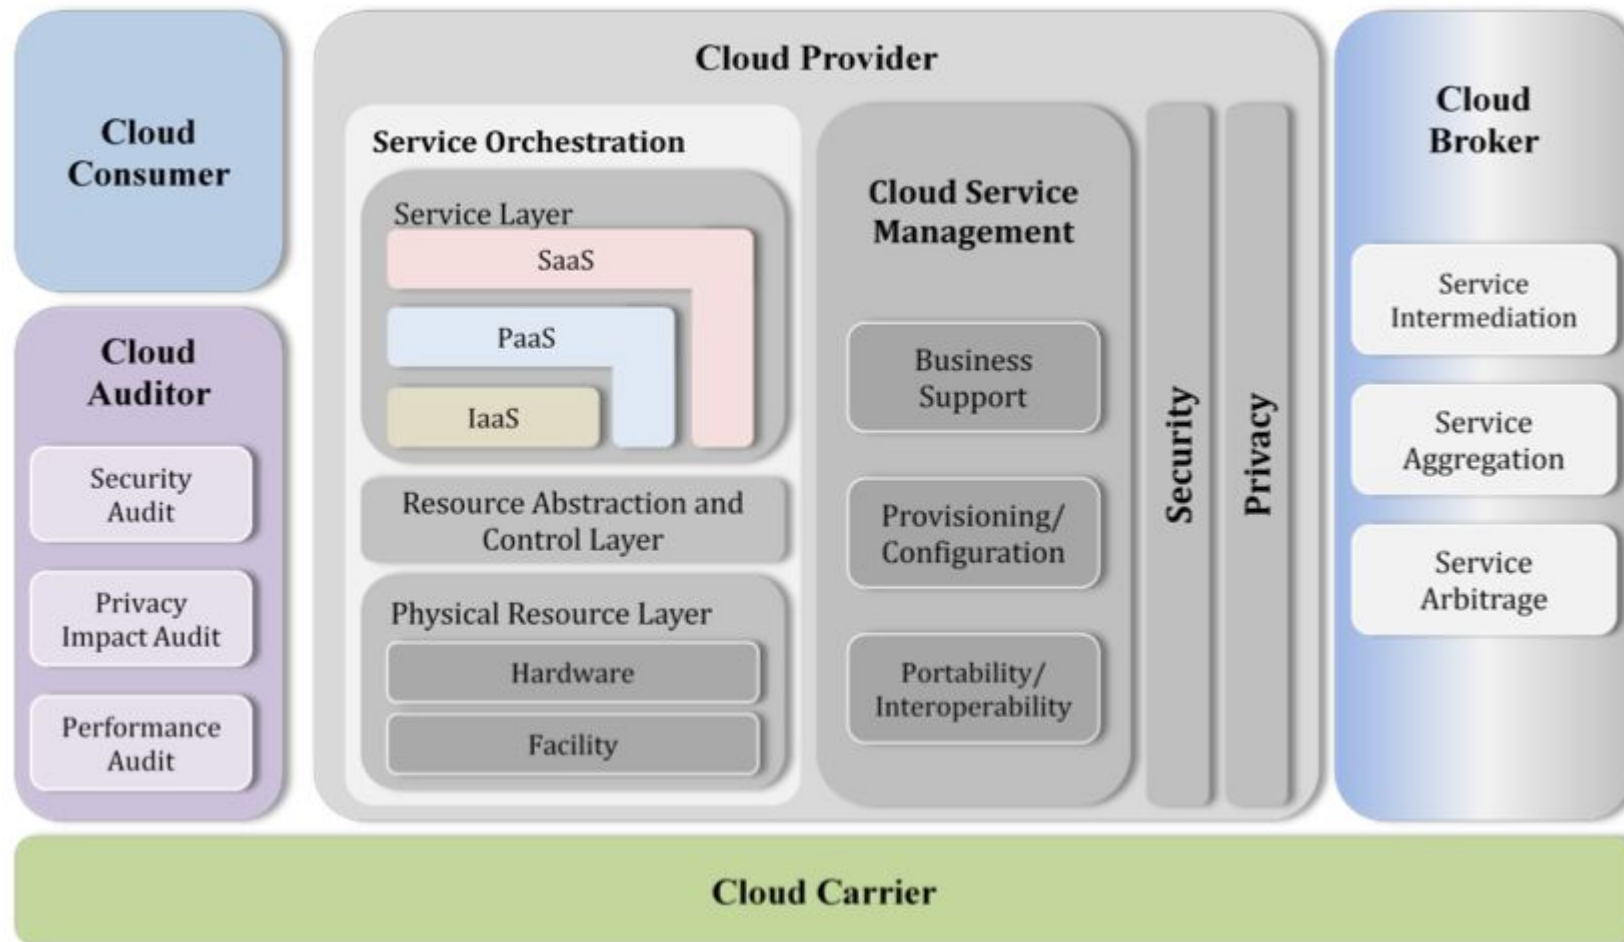 Cloud
Consumer
Cloud
Auditor
Security
Audit
Privacy
Impact Audit
Performance
Audit
Cloud Provider
Service Orchestration
Service Layer
SaaS
PaaS
IaaS
Resource Abstraction and
Control Layer
Physical Resource Layer
Hardware
Facility
Cloud Service
Management
Business
Support
Provisioning/
Configuration
Portability/
Interoperability
Security
Privacy
Cloud
Broker
Service
Intermediation
Service
Aggregation
Service
Arbitrage
Cloud Carrier